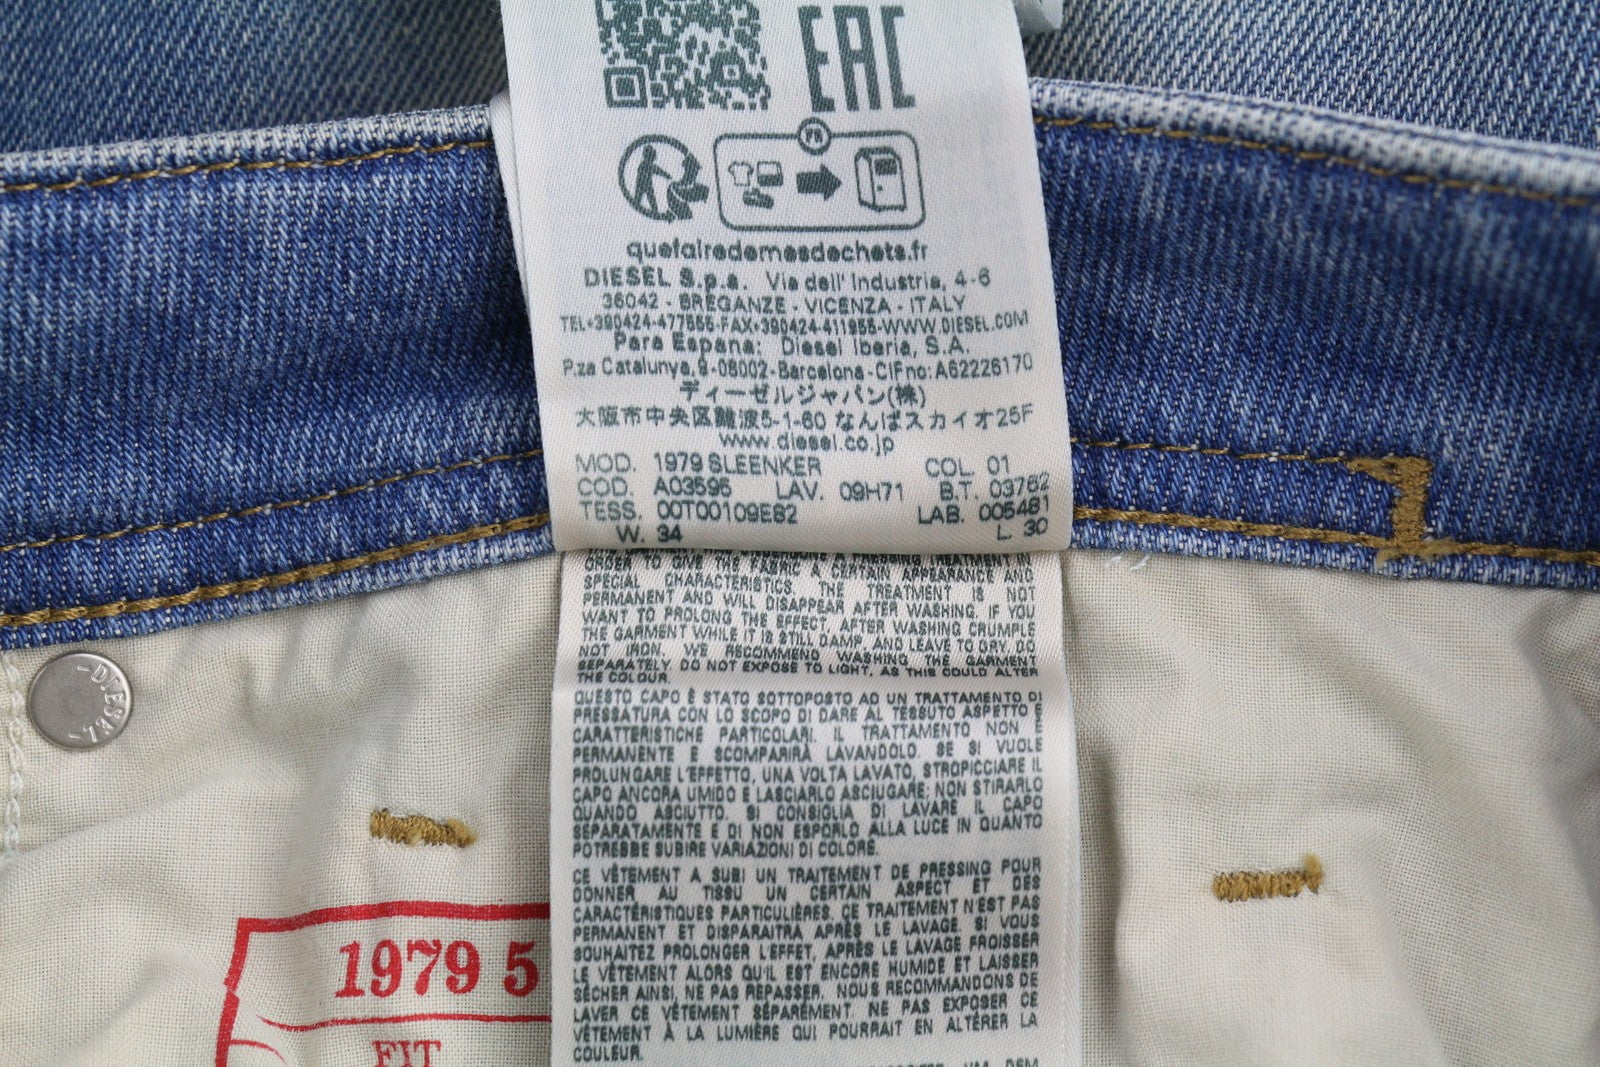 EAC
quefairedemesdechets.fr
DIESEL S.p.a. Via dell' Industria, 4-6
36042 - BREGANZE - VICENZA - ITALY
TEL+390424-477555-FAX+390424-411955-WWW.DIESEL.COM
Para Espana: Diesel Iberia, S.A.
P.za Catalunya,9-08002-Barcelona-CIFno:A62226170
ディーゼルジャパン(株)
大阪市中央区難波5-1-60 なんばスカイオ25F
www.diesel.co.jp
MOD. 1979 SLEENKER COL. 01
COD. A03595 LAV. 09H71 B.T. 03762
TESS. 00T00109E82 LAB. 005481
W. 34 L. 30
ORDER TO GIVE THE FABRIC A CERTAIN APPEARANCE AND
SPECIAL CHARACTERISTICS. THE TREATMENT IS NOT
PERMANENT AND WILL DISAPPEAR AFTER WASHING. IF YOU
WANT TO PROLONG THE EFFECT, AFTER WASHING CRUMPLE
THE GARMENT WHILE IT IS STILL DAMP, AND LEAVE TO DRY. DO
NOT IRON. WE RECOMMEND WASHING THE GARMENT
SEPARATELY. DO NOT EXPOSE TO LIGHT, AS THIS COULD ALTER
THE COLOUR.
QUESTO CAPO È STATO SOTTOPOSTO AD UN TRATTAMENTO DI
PRESSATURA CON LO SCOPO DI DARE AL TESSUTO ASPETTO E
CARATTERISTICHE PARTICOLARI. IL TRATTAMENTO NON È
PERMANENTE E SCOMPARIRÀ LAVANDOLO. SE SI VUOLE
PROLUNGARE L'EFFETTO, UNA VOLTA LAVATO, STROPICCIARE IL
CAPO ANCORA UMIDO E LASCIARLO ASCIUGARE; NON STIRARLO
QUANDO ASCIUTTO. SI CONSIGLIA DI LAVARE IL CAPO
SEPARATAMENTE E DI NON ESPORLO ALLA LUCE IN QUANTO
POTREBBE SUBIRE VARIAZIONI DI COLORE.
CE VÊTEMENT A SUBI UN TRAITEMENT DE PRESSING POUR
DONNER AU TISSU UN CERTAIN ASPECT ET DES
CARACTÉRISTIQUES PARTICULIÈRES. CE TRAITEMENT N'EST PAS
PERMANENT ET DISPARAITRA APRÈS LE LAVAGE. SI VOUS
SOUHAITEZ PROLONGER L'EFFET, APRÈS LE LAVAGE FROISSER
LE VÊTEMENT ALORS QU'IL EST ENCORE HUMIDE ET LAISSER
SÉCHER AINSI, NE PAS REPASSER. NOUS RECOMMANDONS DE
LAVER CE VÊTEMENT SÉPARÉMENT. NE PAS EXPOSER CE
VÊTEMENT À LA LUMIÈRE QUI POURRAIT EN ALTÉRER LA
COULEUR.
-DIESEL-
1979 S
FIT